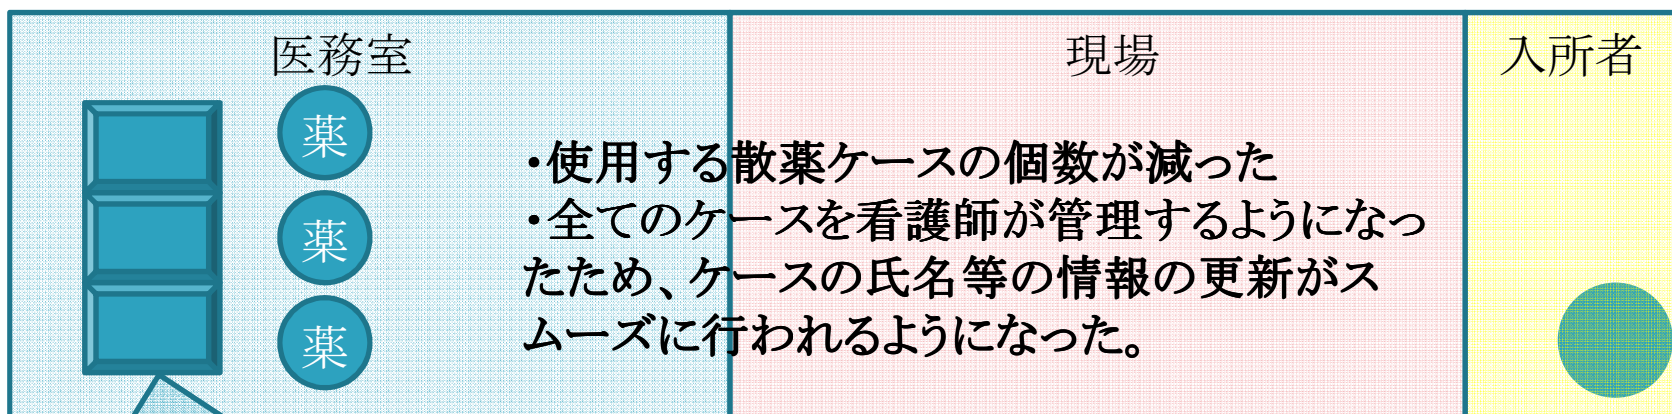 医務室
現場
入所者
薬
薬
薬
・使用する散薬ケースの個数が減った
・全てのケースを看護師が管理するようになっ
たため、ケースの氏名等の情報の更新がス
ムーズに行われるようになった。